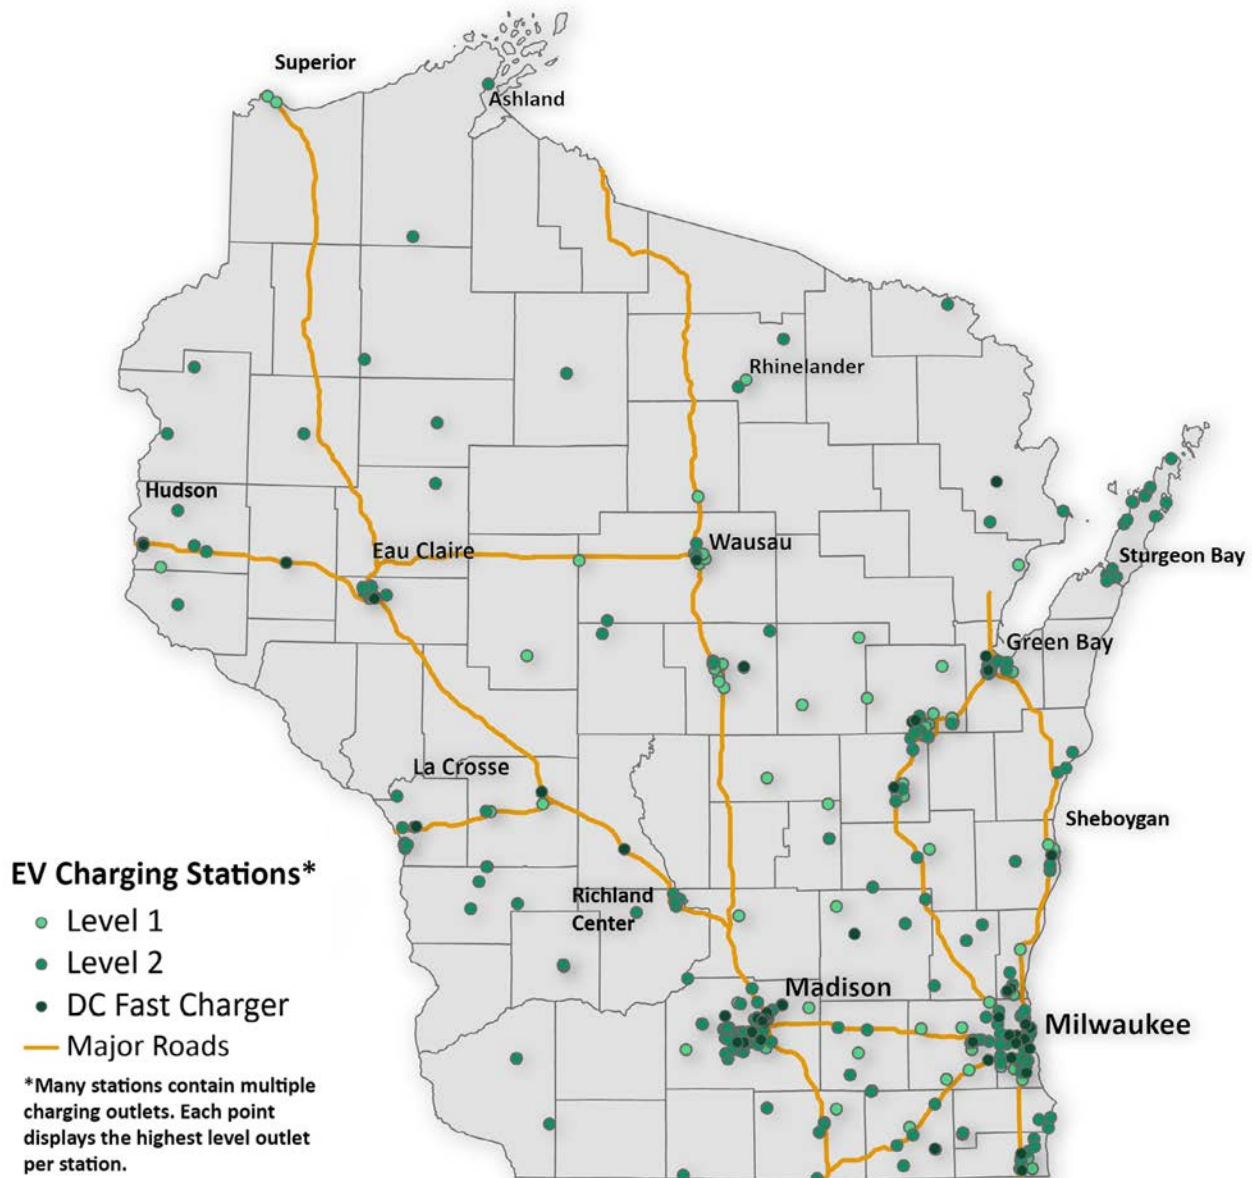 Superior
Ashland
Rhinelander
Hudson
Eau Claire
Wausau
Sturgeon Bay
Green Bay
La Crosse
Sheboygan
Richland
Center
Madison
Milwaukee
EV Charging Stations*
Level 1
Level 2
DC Fast Charger
Major Roads
*Many stations contain multiple
charging outlets. Each point
displays the highest level outlet
per station.